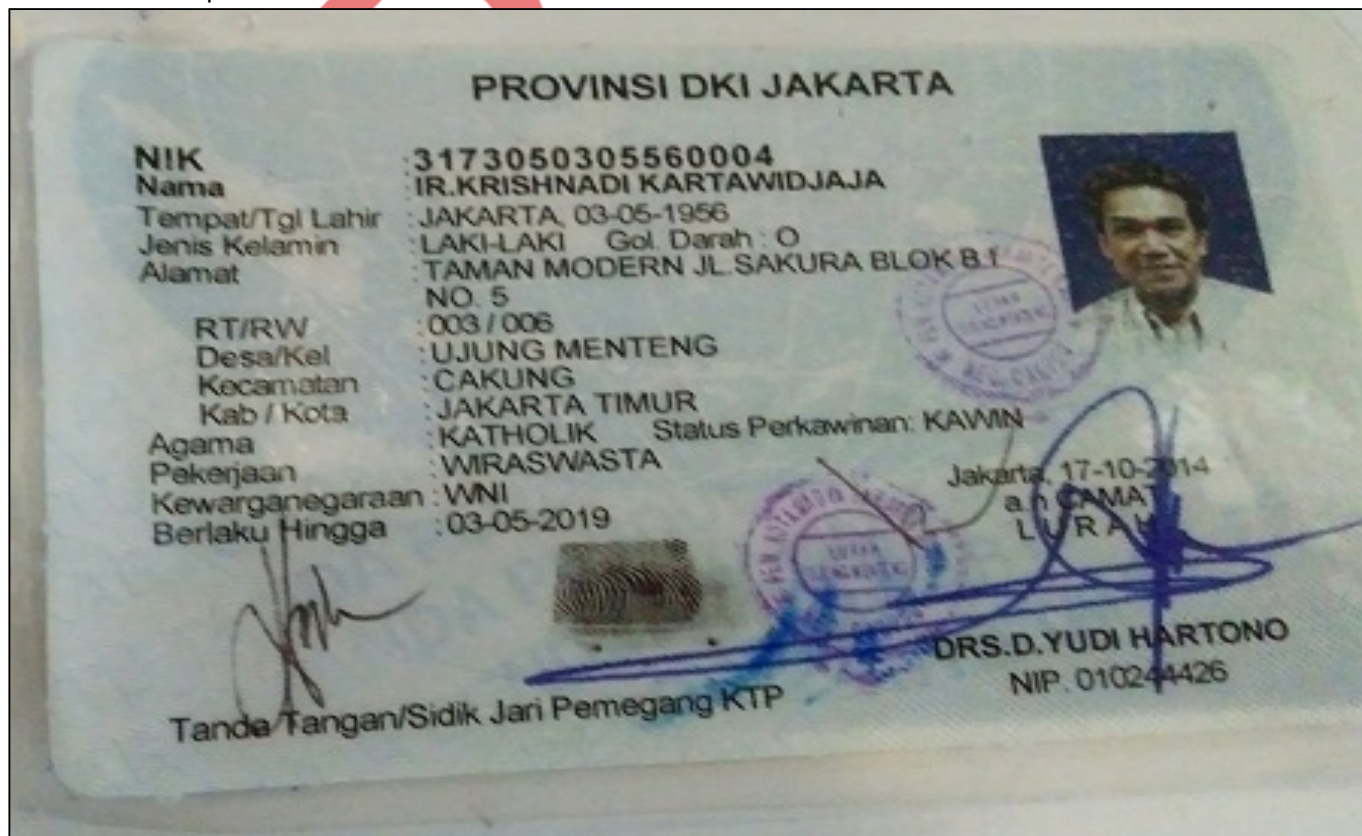 PROVINSI DKI JAKARTA
NIK :3173050305560004
Nama :IR.KRISHNADI KARTAWIDJAJA
Tempat/Tgl Lahir :JAKARTA, 03-05-1956
Jenis Kelamin :LAKI-LAKI Gol. Darah : O
Alamat :TAMAN MODERN JL.SAKURA BLOK B.1
NO. 5
RT/RW :003 / 006
Desa/Kel :UJUNG MENTENG
Kecamatan :CAKUNG
Kab / Kota :JAKARTA TIMUR
Agama :KATHOLIK Status Perkawinan: KAWIN
Pekerjaan :WIRASWASTA
Kewarganegaraan :WNI
Berlaku Hingga :03-05-2019
Jakarta, 17-10-2014
a.n CAMAT
LURAH
DRS.D.YUDI HARTONO
NIP. 010244426
Tanda Tangan/Sidik Jari Pemegang KTP